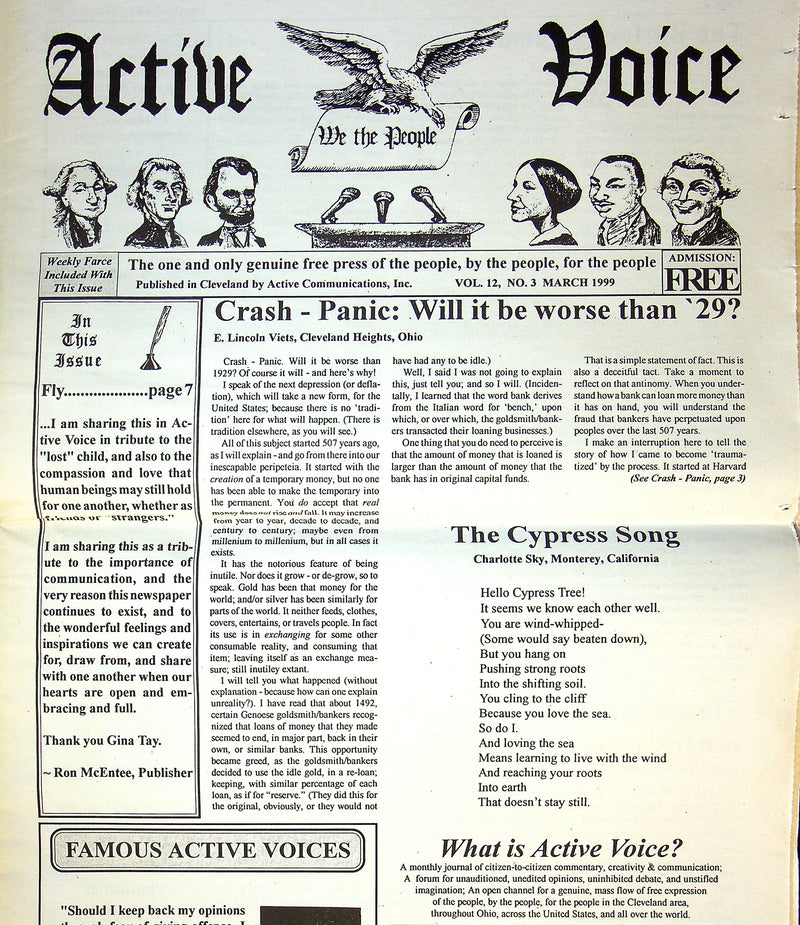 Active Voice
We the People
Weekly Farce
Included With
This Issue
The one and only genuine free press of the people, by the people, for the people
Published in Cleveland by Active Communications, Inc. VOL. 12, NO. 3 MARCH 1999
ADMISSION:
FREE
In
This
Issue
Fly.....................page 7
...I am sharing this in Ac-
tive Voice in tribute to the
"lost" child, and also to the
compassion and love that
human beings may still hold
for one another, whether as
friends or "strangers."
I am sharing this as a trib-
ute to the importance of
communication, and the
very reason this newspaper
continues to exist, and to
the wonderful feelings and
inspirations we can create
for, draw from, and share
with one another when our
hearts are open and em-
bracing and full.
Thank you Gina Tay.
~ Ron McEntee, Publisher
Crash - Panic: Will it be worse than `29?
E. Lincoln Viets, Cleveland Heights, Ohio
Crash - Panic. Will it be worse than
1929? Of course it will - and here's why!
I speak of the next depression (or defla-
tion), which will take a new form, for the
United States; because there is no 'tradi-
tion' here for what will happen. (There is
tradition elsewhere, as you will see.)
All of this subject started 507 years ago,
as I will explain - and go from there into our
inescapable peripeteia. It started with the
creation of a temporary money, but no one
has been able to make the temporary into
the permanent. You do accept that real
money does not rise and fall. It may increase
from year to year, decade to decade, and
century to century; maybe even from
millenium to millenium, but in all cases it
exists.
It has the notorious feature of being
inutile. Nor does it grow - or de-grow, so to
speak. Gold has been that money for the
world; and/or silver has been similarly for
parts of the world. It neither feeds, clothes,
covers, entertains, or travels people. In fact
its use is in exchanging for some other
consumable reality, and consuming that
item; leaving itself as an exchange mea-
sure; still inutiley extant.
I will tell you what happened (without
explanation - because how can one explain
unreality?). I have read that about 1492,
certain Genoese goldsmith/bankers recog-
nized that loans of money that they made
seemed to end, in major part, back in their
own, or similar banks. This opportunity
became greed, as the goldsmith/bankers
decided to use the idle gold, in a re-loan;
keeping, with similar percentage of each
loan, as if for "reserve." (They did this for
the original, obviously, or they would not
have had any to be idle.)
Well, I said I was not going to explain
this, just tell you; and so I will. (Inciden-
tally, I learned that the word bank derives
from the Italian word for 'bench,' upon
which, or over which, the goldsmith/bank-
ers transacted their loaning businesses.)
One thing that you do need to perceive is
that the amount of money that is loaned is
larger than the amount of money that the
bank has in original capital funds.
That is a simple statement of fact. This is
also a deceitful tact. Take a moment to
reflect on that antinomy. When you under-
stand how a bank can loan more money than
it has on hand, you will understand the
fraud that bankers have perpetuated upon
peoples over the last 507 years.
I make an interruption here to tell the
story of how I came to become 'trauma-
tized' by the process. It started at Harvard
(See Crash - Panic, page 3)
The Cypress Song
Charlotte Sky, Monterey, California
Hello Cypress Tree!
It seems we know each other well.
You are wind-whipped-
(Some would say beaten down),
But you hang on
Pushing strong roots
Into the shifting soil.
You cling to the cliff
Because you love the sea.
So do I.
And loving the sea
Means learning to live with the wind
And reaching your roots
Into earth
That doesn't stay still.
FAMOUS ACTIVE VOICES
"Should I keep back my opinions
through fear of giving offense, I
What is Active Voice?
A monthly journal of citizen-to-citizen commentary, creativity & communication;
A forum for unauditioned, unedited opinions, uninhibited debate, and unstifled
imagination; An open channel for a genuine, mass flow of free expression
of the people, by the people, for the people in the Cleveland area,
throughout Ohio, across the United States, and all over the world.